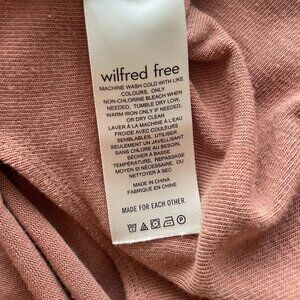 wilfred free
MACHINE WASH COLD WITH LIKE
COLOURS, ONLY
NON-CHLORINE BLEACH WHEN
NEEDED, TUMBLE DRY LOW,
WARM IRON ONLY IF NEEDED,
OR DRY CLEAN
LAVER À LA MACHINE À L'EAU
FROIDE AVEC COULEURS
SEMBLABLES, UTILISER
SEULEMENT UN JAVELLISANT
SANS CHLORE AU BESOIN,
SÉCHER À BASSE
TEMPÉRATURE, REPASSAGE
MOYEN SI NÉCESSAIRE, OU
NETTOYER À SEC
MADE IN CHINA
FABRIQUÉ EN CHINE
MADE FOR EACH OTHER.